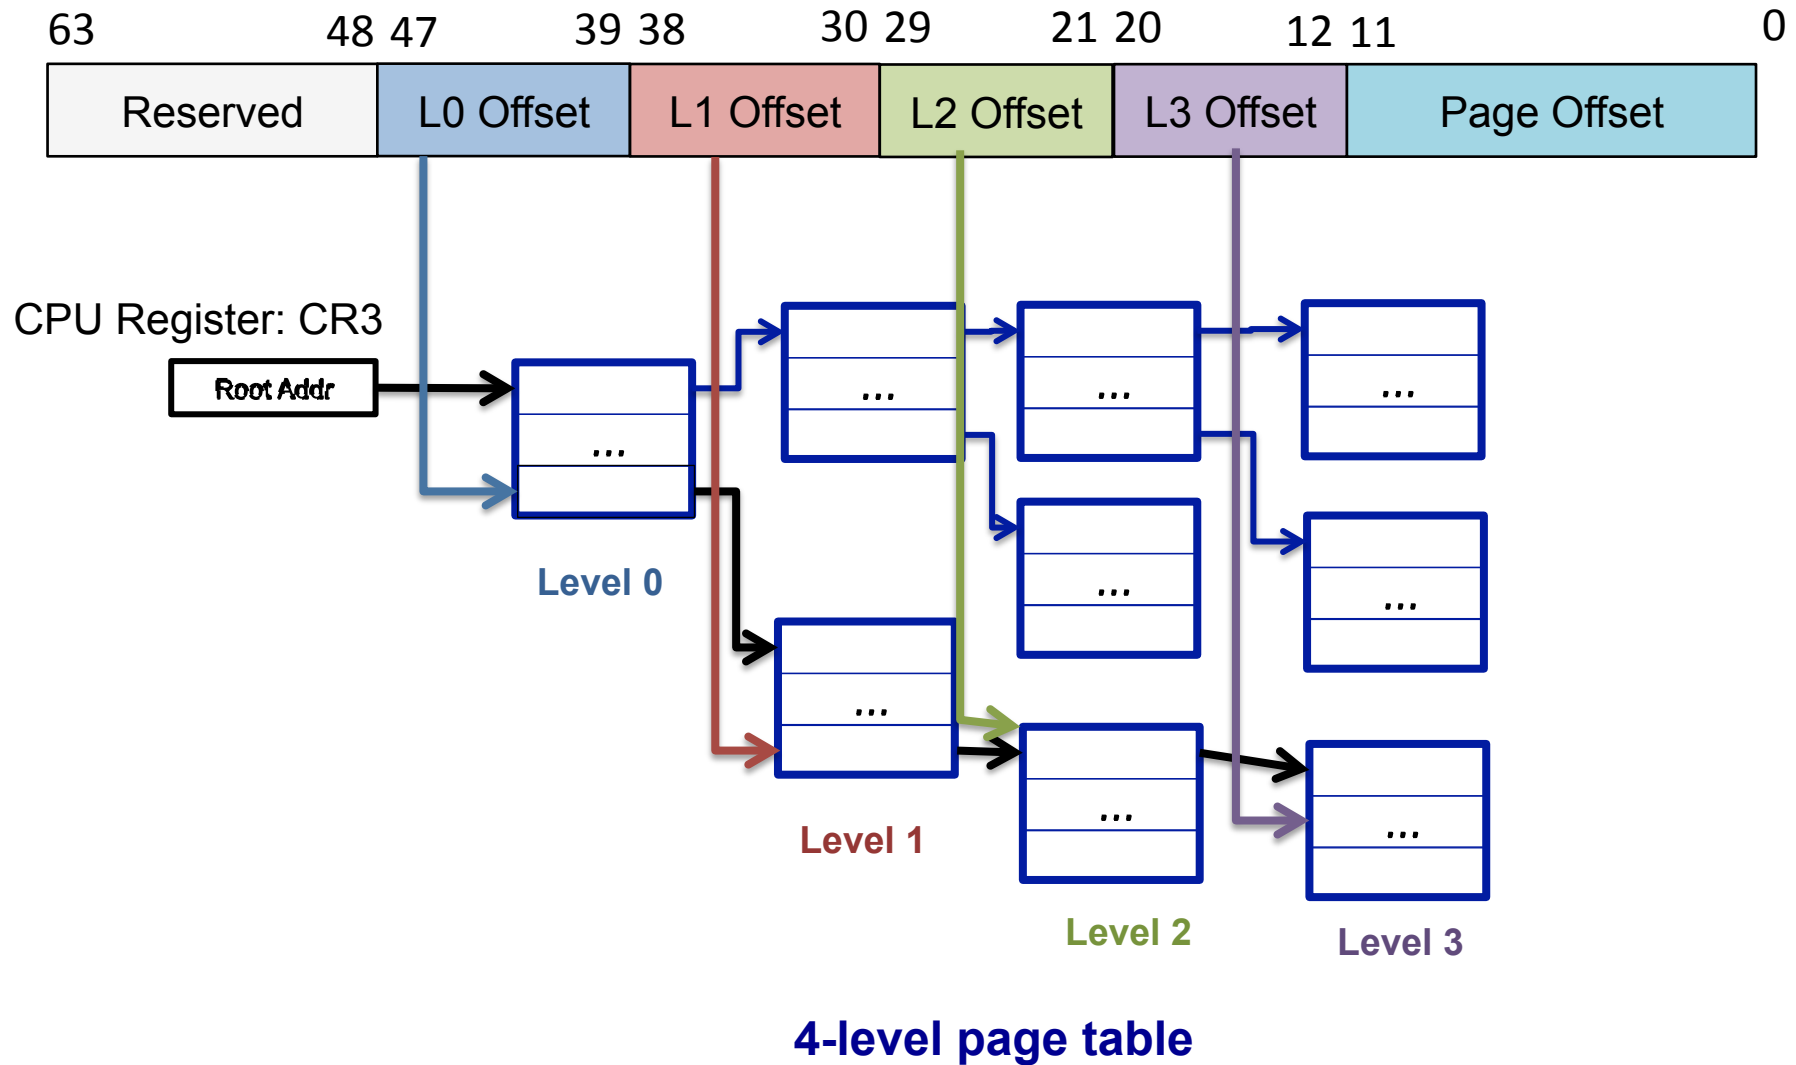 63 48 47 39 38 30 29 21 20 12 11 0
Reserved L0 Offset L1 Offset L2 Offset L3 Offset Page Offset
CPU Register: CR3
Root Addr
...
...
...
...
Level 0
...
...
...
...
...
Level 1
Level 2
Level 3
4-level page table